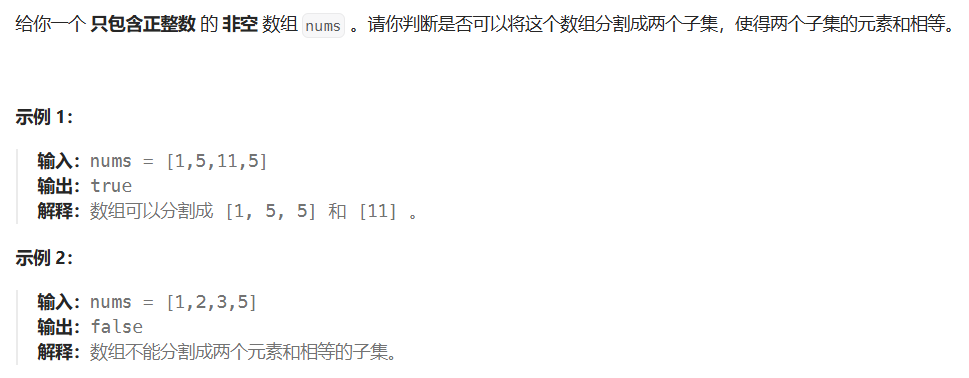 给你一个 只包含正整数 的 非空 数组 nums 。请你判断是否可以将这个数组分割成两个子集，使得两个子集的元素和相等。
示例 1：
输入：nums = [1,5,11,5]
输出：true
解释：数组可以分割成 [1, 5, 5] 和 [11] 。
示例 2：
输入：nums = [1,2,3,5]
输出：false
解释：数组不能分割成两个元素和相等的子集。